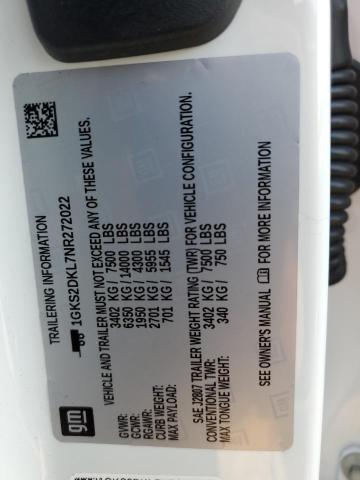 gm
TRAILERING INFORMATION
1GKS2DKL7NR272022
VEHICLE AND TRAILER MUST NOT EXCEED ANY OF THESE VALUES.
GVWR: 3402 KG / 7500 LBS
GCWR: 6350 KG / 14000 LBS
RGAWR: 1950 KG / 4300 LBS
CURB WEIGHT: 2701 KG / 5955 LBS
MAX PAYLOAD: 701 KG / 1545 LBS
SAE J2807 TRAILER WEIGHT RATING (TWR) FOR VEHICLE CONFIGURATION.
CONVENTIONAL TWR: 3402 KG / 7500 LBS
MAX TONGUE WEIGHT: 340 KG / 750 LBS
SEE OWNER'S MANUAL FOR MORE INFORMATION.